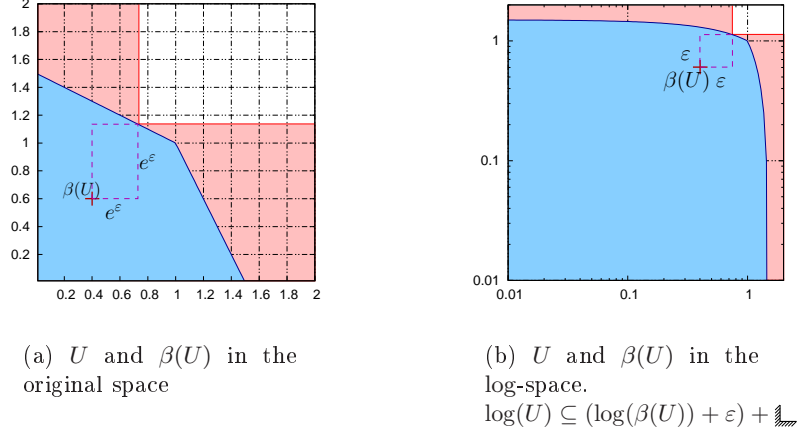 2
1.8
1.6
1.4
1.2
1
0.8
0.6
0.4
0.2
0.2 0.4 0.6 0.8 1 1.2 1.4 1.6 1.8 2
β(U)
e^ε
e^ε
1
0.1
0.01
0.01 0.1 1
ε
β(U) ε
(a) U and β(U) in the
original space
(b) U and β(U) in the
log-space.
log(U) ⊆ (log(β(U)) + ε) +